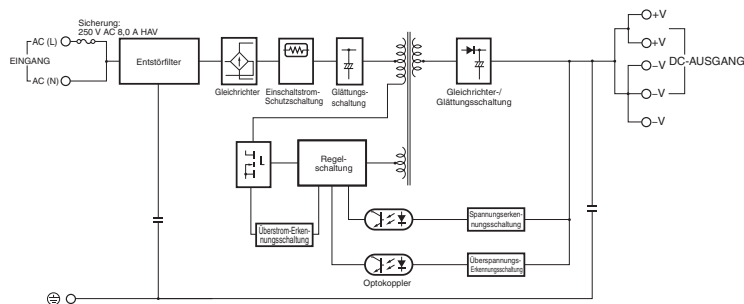 Sicherung:
250 V AC 8,0 A HAV
AC (L)
EINGANG
AC (N)
Entstörfilter
Gleichrichter
Einschaltstrom-
Schutzschaltung
Glättungs-
schaltung
Gleichrichter-/
Glättungsschaltung
+V
+V
–V
–V
–V
DC-AUSGANG
Regel-
schaltung
Überstrom-Erken-
nungsschaltung
Spannungserken-
nungsschaltung
Überspannungs-
Erkennungsschaltung
Optokoppler